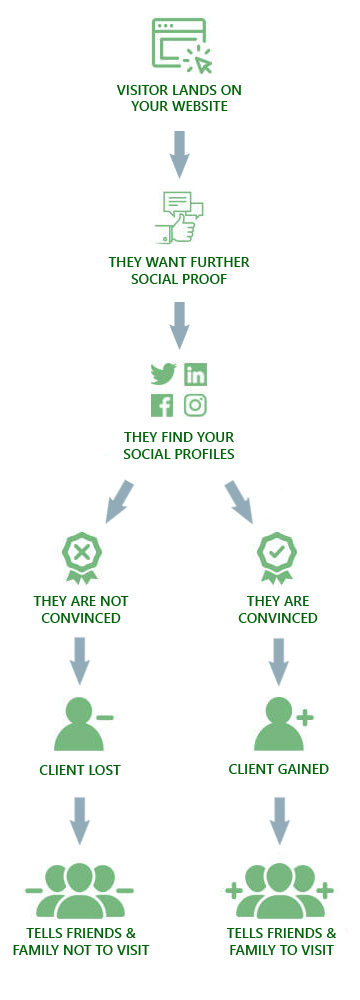 VISITOR LANDS ON
YOUR WEBSITE
THEY WANT FURTHER
SOCIAL PROOF
THEY FIND YOUR
SOCIAL PROFILES
THEY ARE NOT
CONVINCED
THEY ARE
CONVINCED
CLIENT LOST
CLIENT GAINED
TELLS FRIENDS &
FAMILY NOT TO VISIT
TELLS FRIENDS &
FAMILY TO VISIT